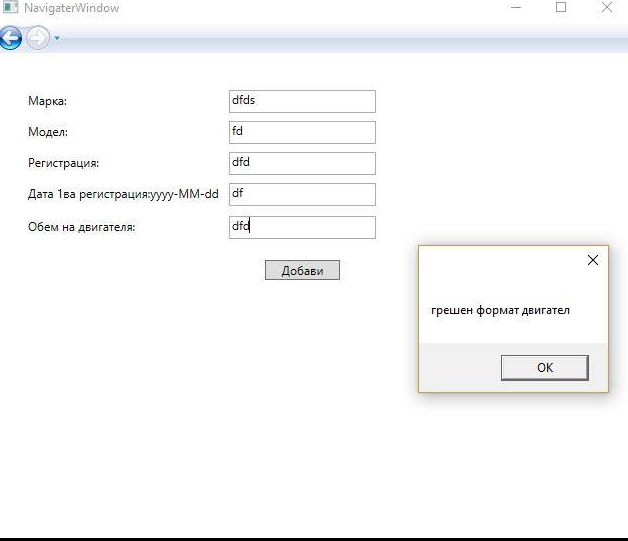 NavigaterWindow
Марка: dfds
Модел: fd
Регистрация: dfd
Дата 1ва регистрация:yyyy-MM-dd df
Обем на двигателя: dfd
Добави
грешен формат двигател
OK